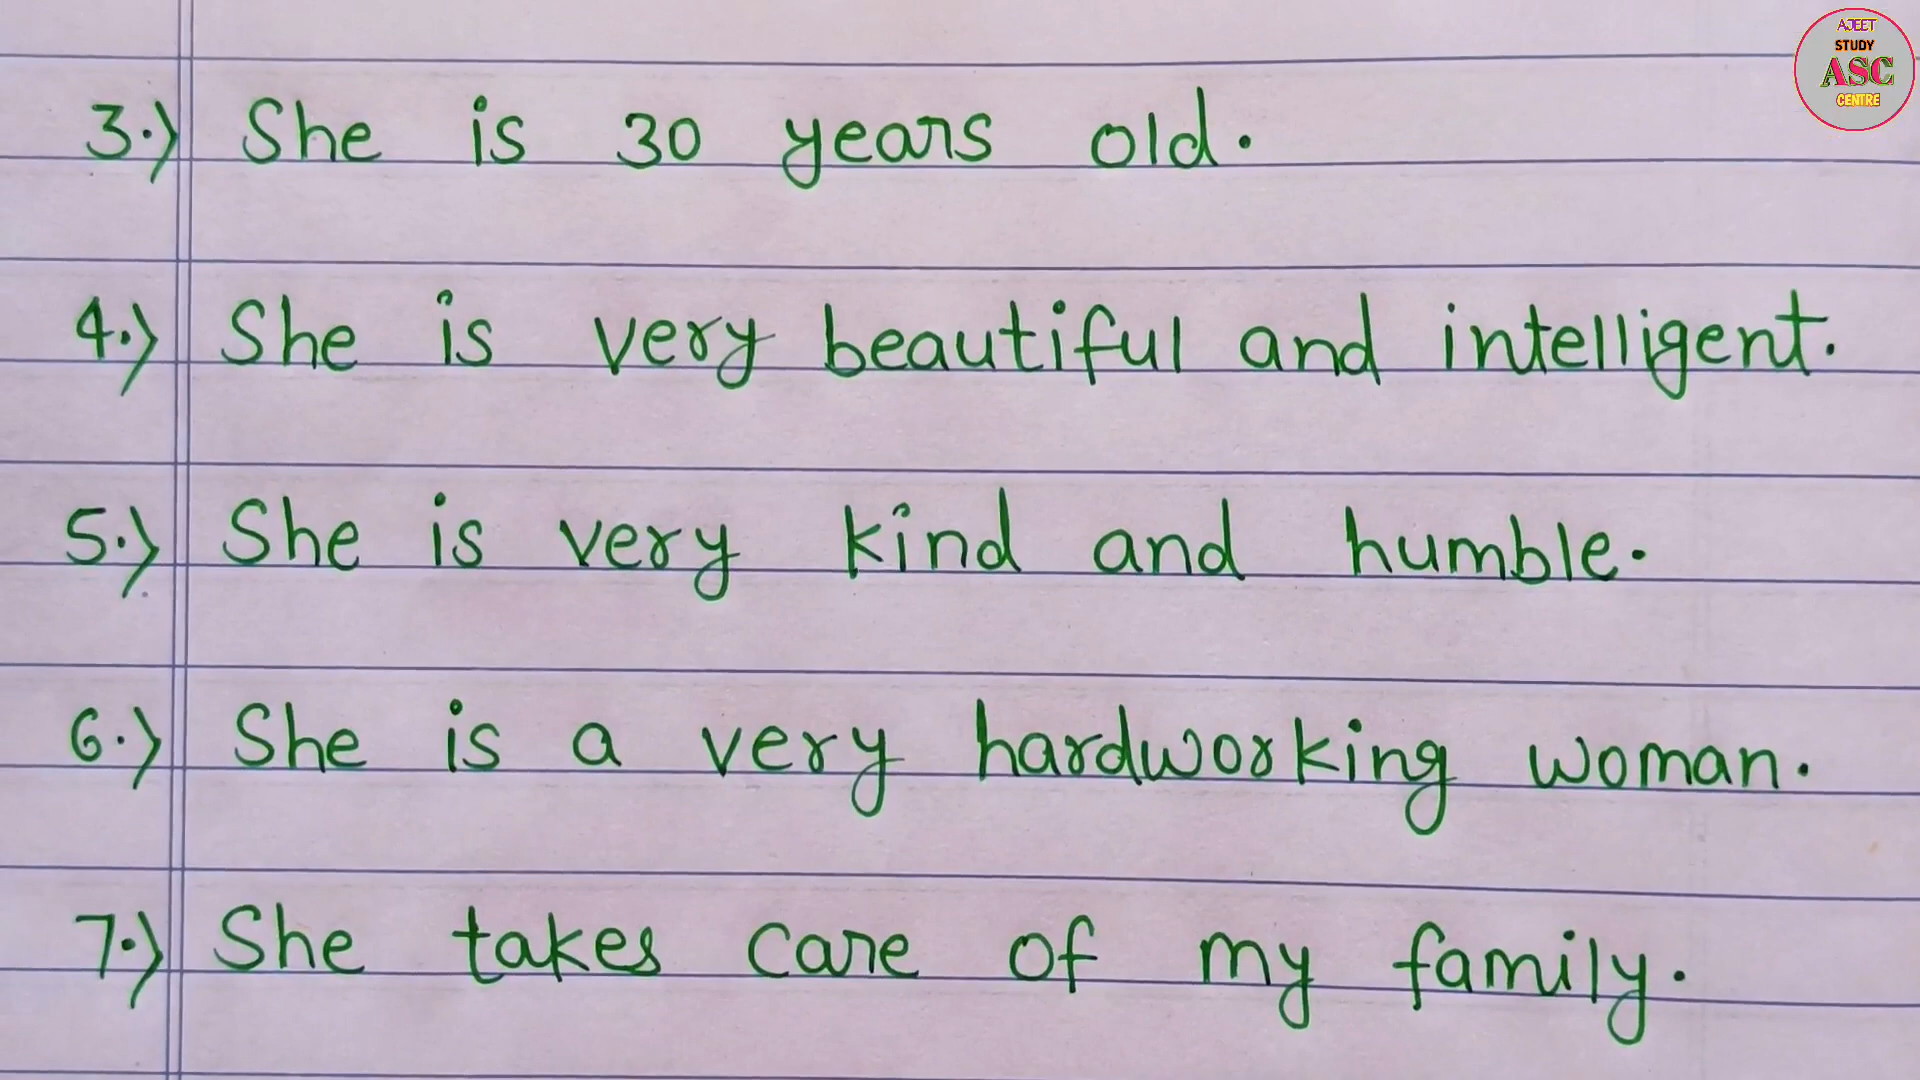 AJEET
STUDY
ASC
CENTRE
3.) She is 30 years old.
4.) She is very beautiful and intelligent.
5.) She is very kind and humble.
6.) She is a very hardworking woman.
7.) She takes care of my family.